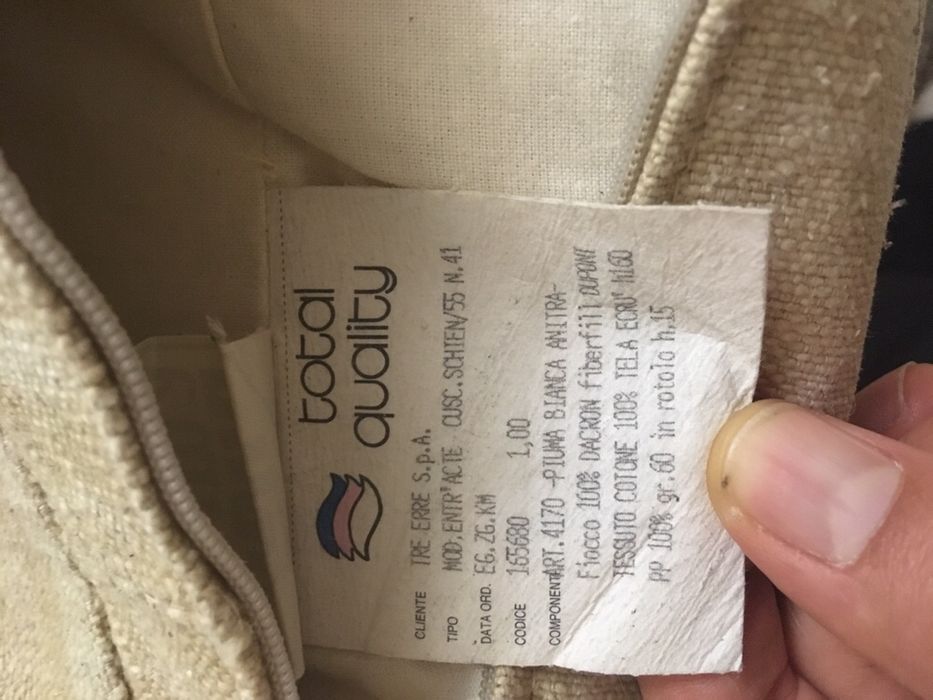 total
quality
CLIENTE TRE ERRE S.p.A.
TIPO MOD.ENTR'ACTE CUSC.SCHIEN/55 N.41
DATA ORD. EG.ZG.KM
CODICE 165680 1,00
COMPONENTI ART.4170 -PIUMA BIANCA ANITRA-
Fiocco 100% DACRON fiberfill DUPONT
TESSUTO COTONE 100% TELA ECRU' h160
pp 100% gr.60 in rotolo h.15